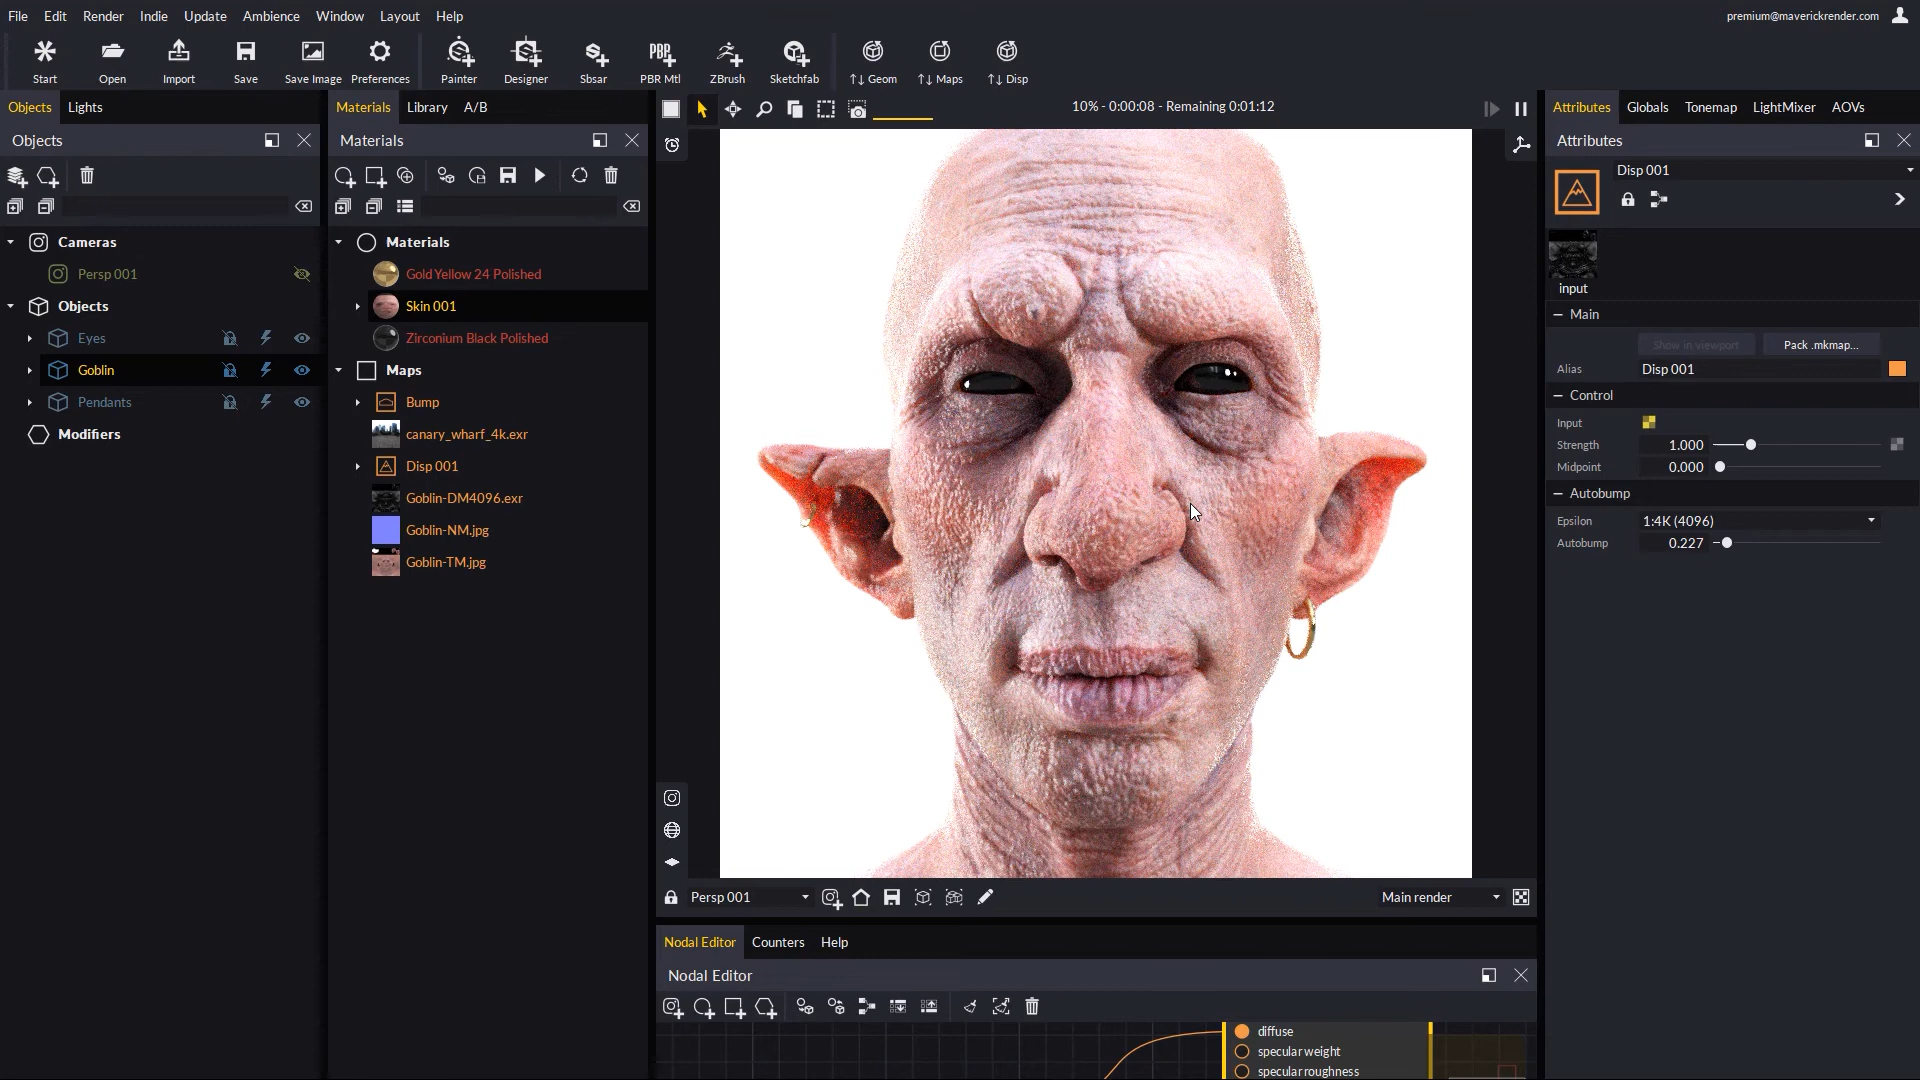 File Edit Render Indie Update Ambience Window Layout Help
premium@maverickrender.com
Start Open Import Save Save Image Preferences Painter Designer Sbsar PBR Mtl ZBrush Sketchfab ↑↓ Geom ↑↓ Maps ↑↓ Disp
PBR
Objects Lights
Objects
Cameras
Persp 001
Objects
Eyes
Goblin
Pendants
Modifiers
Materials Library A/B
Materials
Materials
Gold Yellow 24 Polished
Skin 001
Zirconium Black Polished
Maps
Bump
canary_wharf_4k.exr
Disp 001
Goblin-DM4096.exr
Goblin-NM.jpg
Goblin-TM.jpg
10% - 0:00:08 - Remaining 0:01:12
Persp 001
Main render
Nodal Editor Counters Help
Nodal Editor
diffuse
specular weight
specular roughness
Attributes Globals Tonemap LightMixer AOVs
Attributes
Disp 001
input
Main
Show in viewport Pack .mkmap...
Alias Disp 001
Control
Input
Strength 1.000
Midpoint 0.000
Autobump
Epsilon 1:4K (4096)
Autobump 0.227